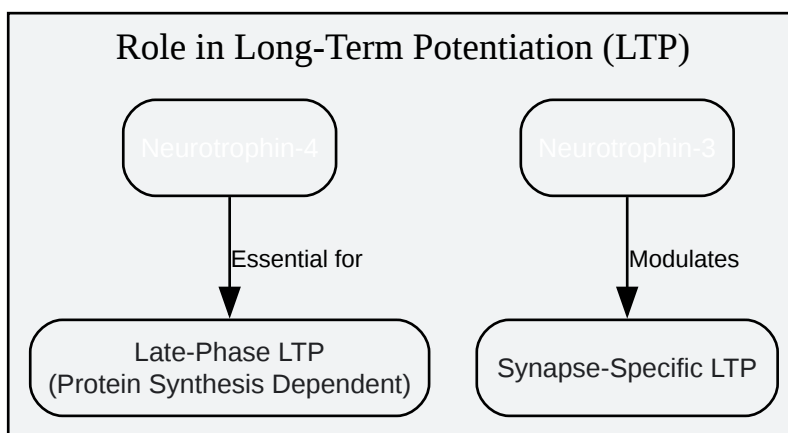 Role in Long-Term Potentiation (LTP)
Neurotrophin-4
Neurotrophin-3
Essential for
Modulates
Late-Phase LTP
(Protein Synthesis Dependent)
Synapse-Specific LTP